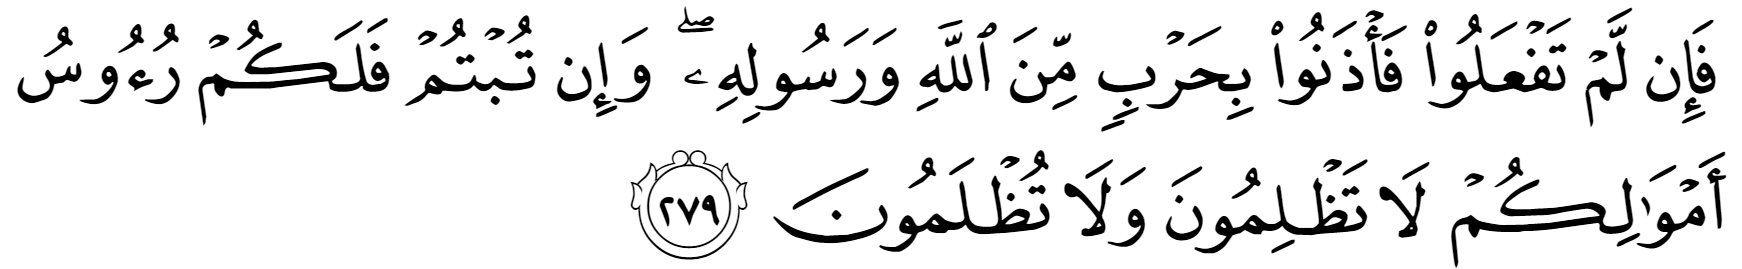 فَإِن لَّمۡ تَفۡعَلُواْ فَأۡذَنُواْ بِحَرۡبٖ مِّنَ ٱللَّهِ وَرَسُولِهِۦۖ وَإِن تُبۡتُمۡ فَلَكُمۡ رُءُوسُ
أَمۡوَٰلِكُمۡ لَا تَظۡلِمُونَ وَلَا تُظۡلَمُونَ ٢٧٩